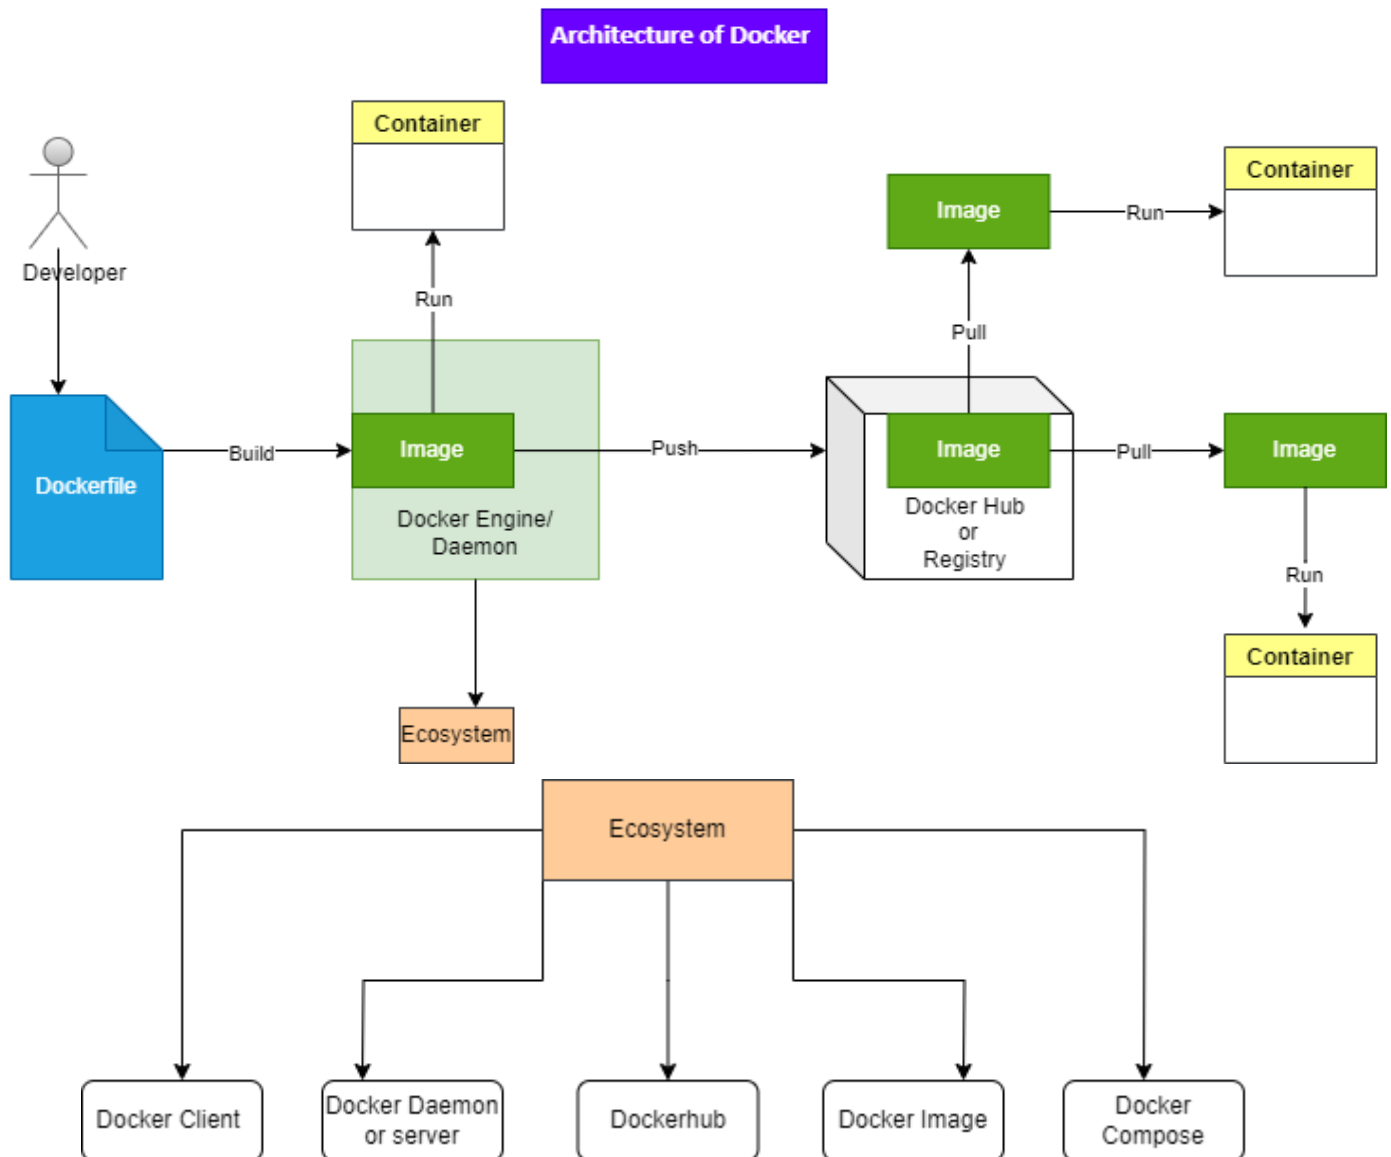 Architecture of Docker
Container
Container
Image
Run
Developer
Run
Pull
Image
Image
Image
Build
Push
Pull
Dockerfile
Docker Engine/
Daemon
Docker Hub
or
Registry
Run
Container
Ecosystem
Ecosystem
Docker Client
Docker Daemon
or server
Dockerhub
Docker Image
Docker
Compose